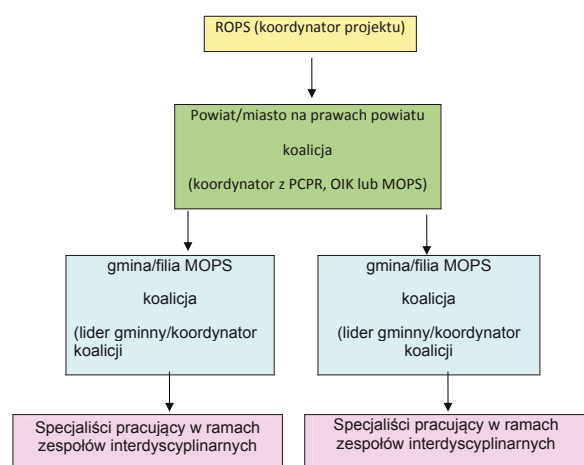 ROPS (koordynator projektu)
Powiat/miasto na prawach powiatu
koalicja
(koordynator z PCPR, OIK lub MOPS)
gmina/filia MOPS
koalicja
(lider gminny/koordynator
koalicji
gmina/filia MOPS
koalicja
(lider gminny/koordynator
koalicji
Specjaliści pracujący w ramach
zespołów interdyscyplinarnych
Specjaliści pracujący w ramach
zespołów interdyscyplinarnych